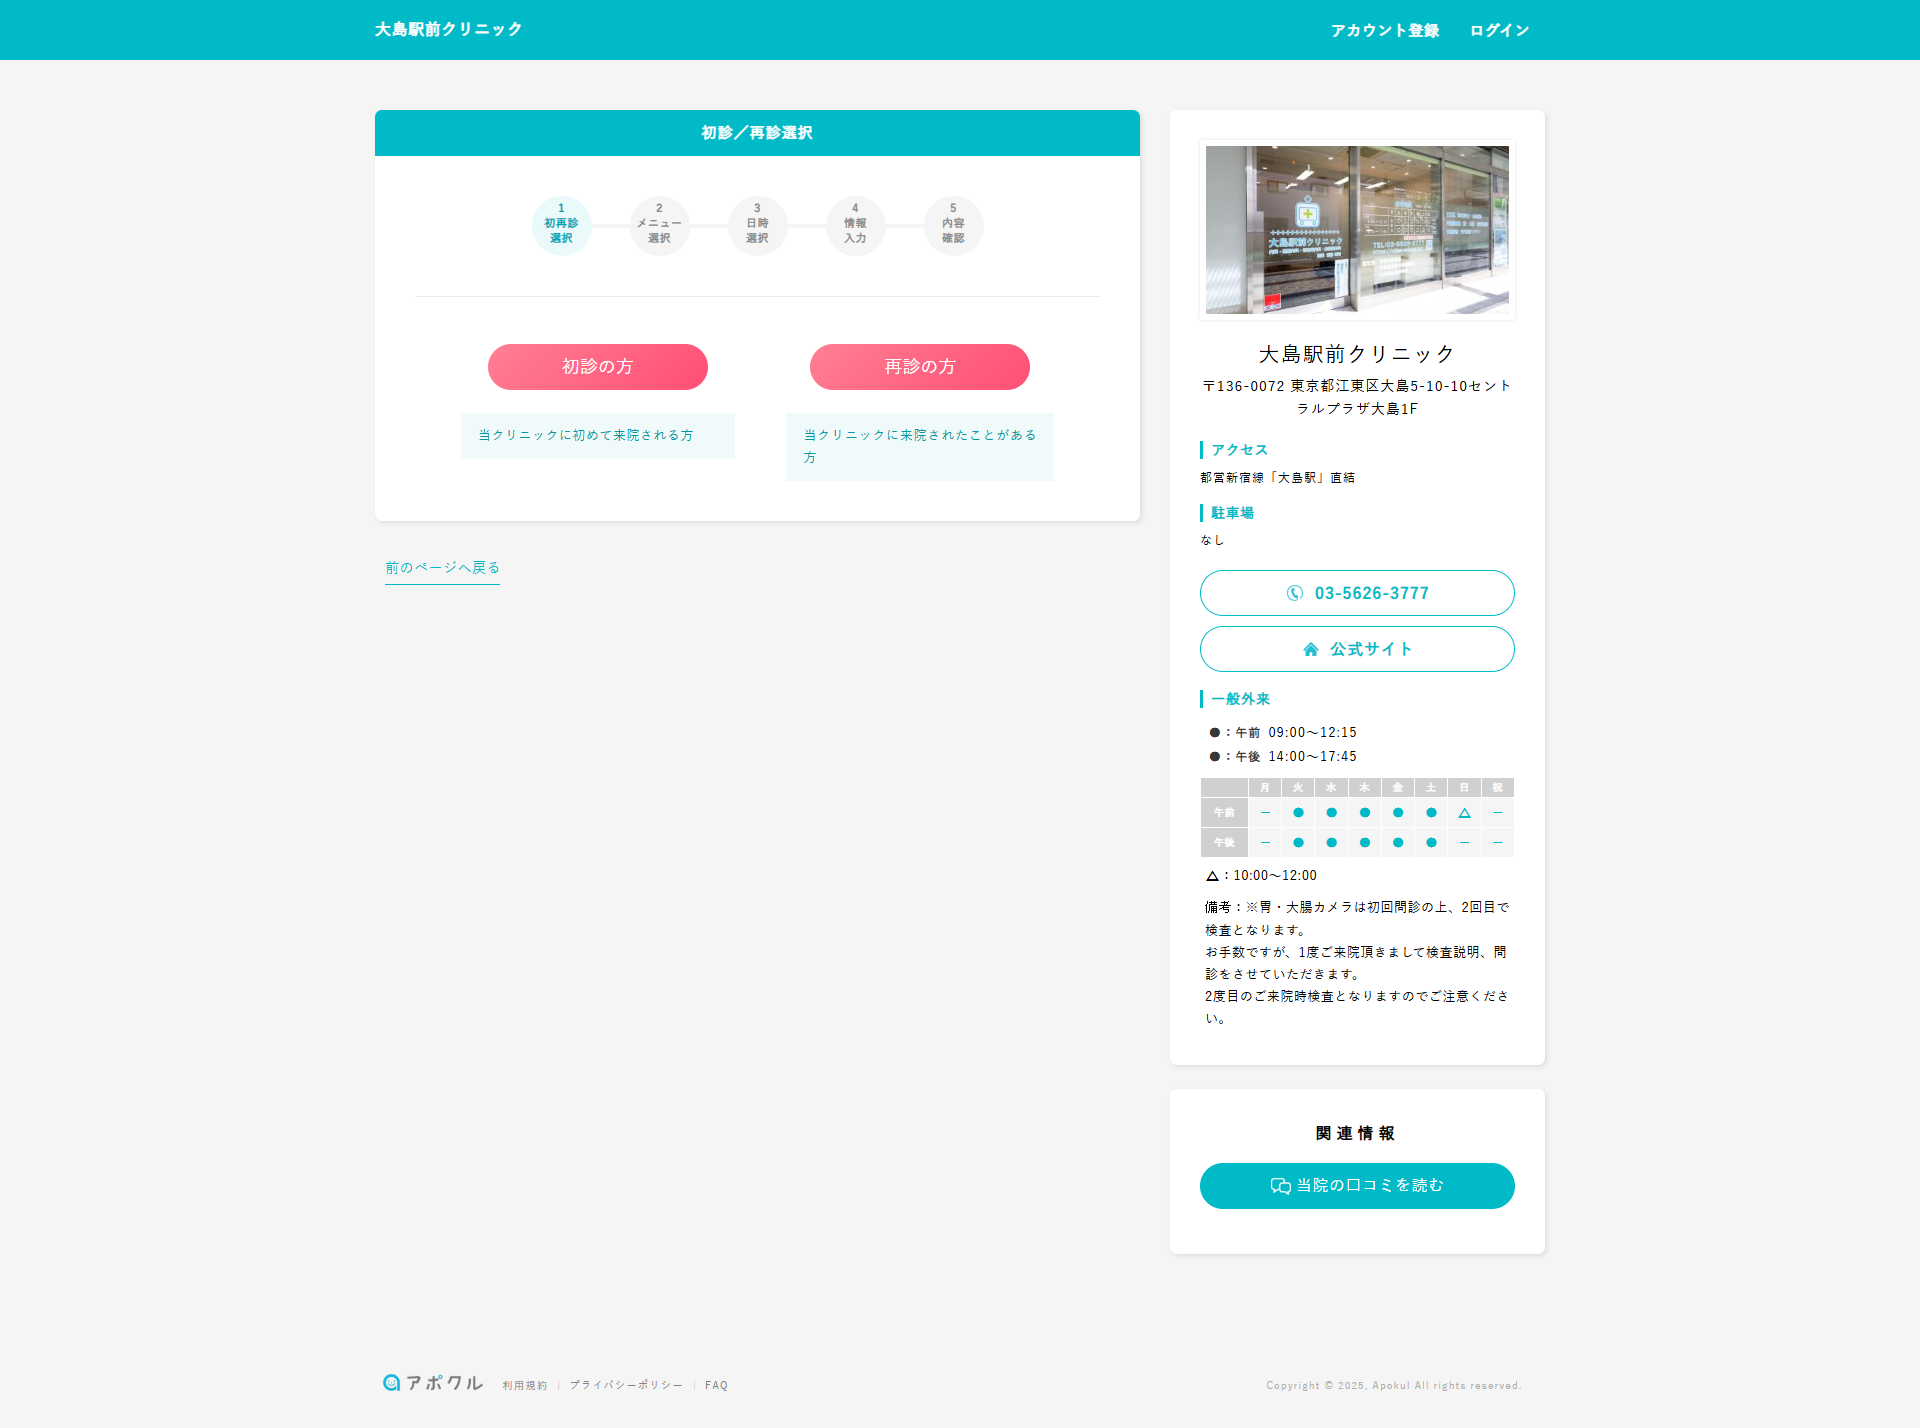 大島駅前クリニック
アカウント登録 ログイン
初診／再診選択
1
初再診
選択
2
メニュー
選択
3
日時
選択
4
情報
入力
5
内容
確認
初診の方
当クリニックに初めて来院される方
再診の方
当クリニックに来院されたことがある
方
前のページへ戻る
大島駅前クリニック
大島駅前クリニック
〒136-0072 東京都江東区大島5-10-10セント
ラルプラザ大島1F
アクセス
都営新宿線「大島駅」直結
駐車場
なし
03-5626-3777
公式サイト
一般外来
●：午前 09:00～12:15
●：午後 14:00～17:45
月 火 水 木 金 土 日 祝
午前 － ● ● ● ● ● △ －
午後 － ● ● ● ● ● － －
△：10:00～12:00
備考：※胃・大腸カメラは初回問診の上、2回目で
検査となります。
お手数ですが、1度ご来院頂きまして検査説明、問
診をさせていただきます。
2度目のご来院時検査となりますのでご注意くださ
い。
関連情報
当院の口コミを読む
アポクル 利用規約 | プライバシーポリシー | FAQ
Copyright © 2025, Apokul All rights reserved.